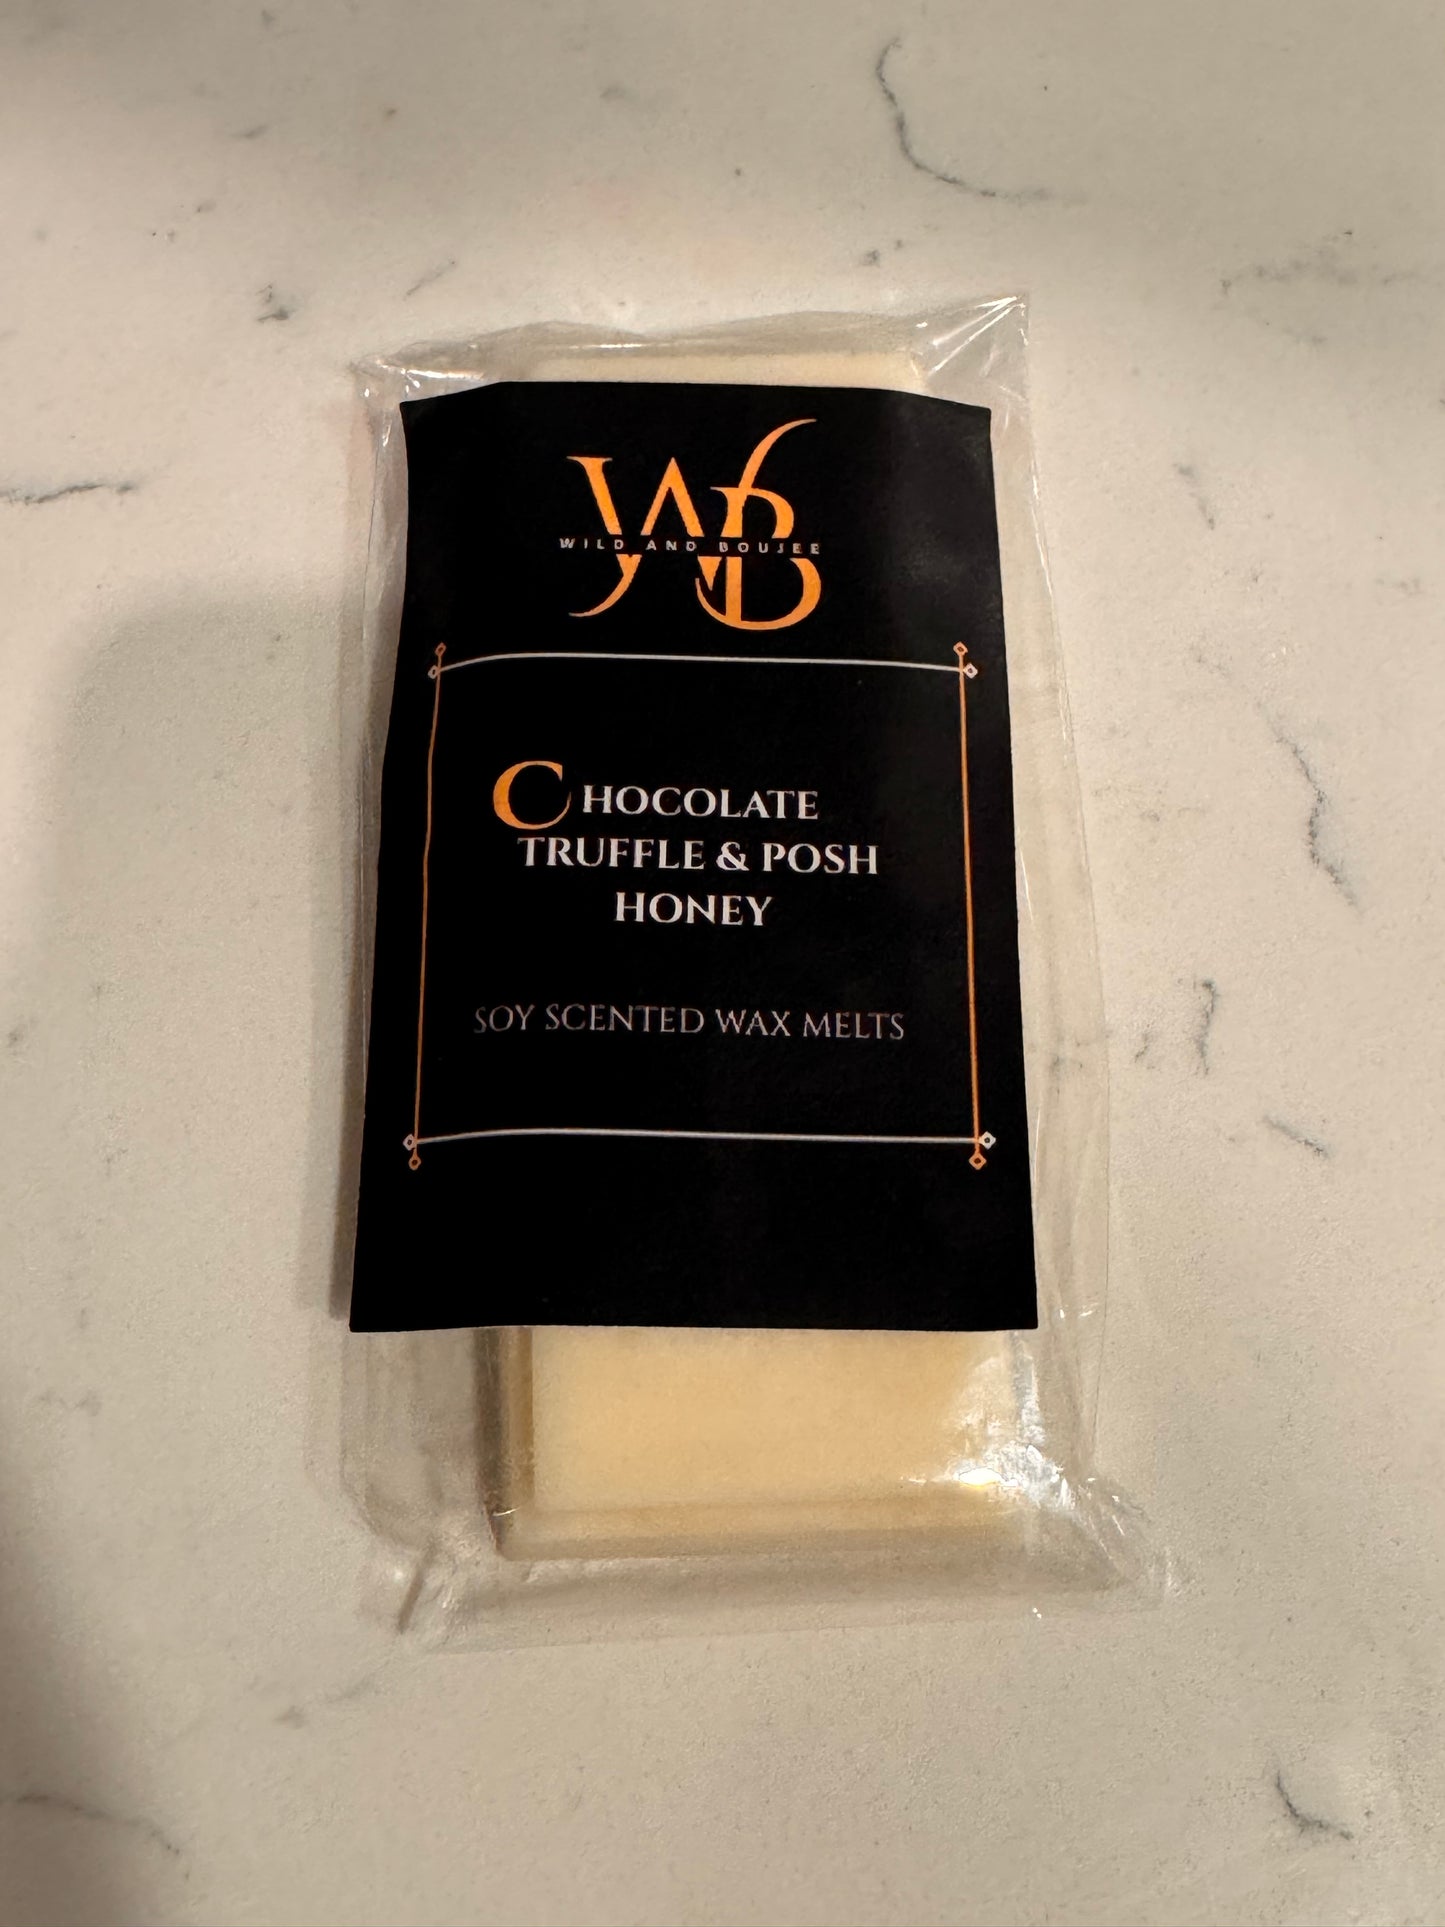 WB
WILD AND BOUJEE
CHOCOLATE
TRUFFLE & POSH
HONEY
SOY SCENTED WAX MELTS